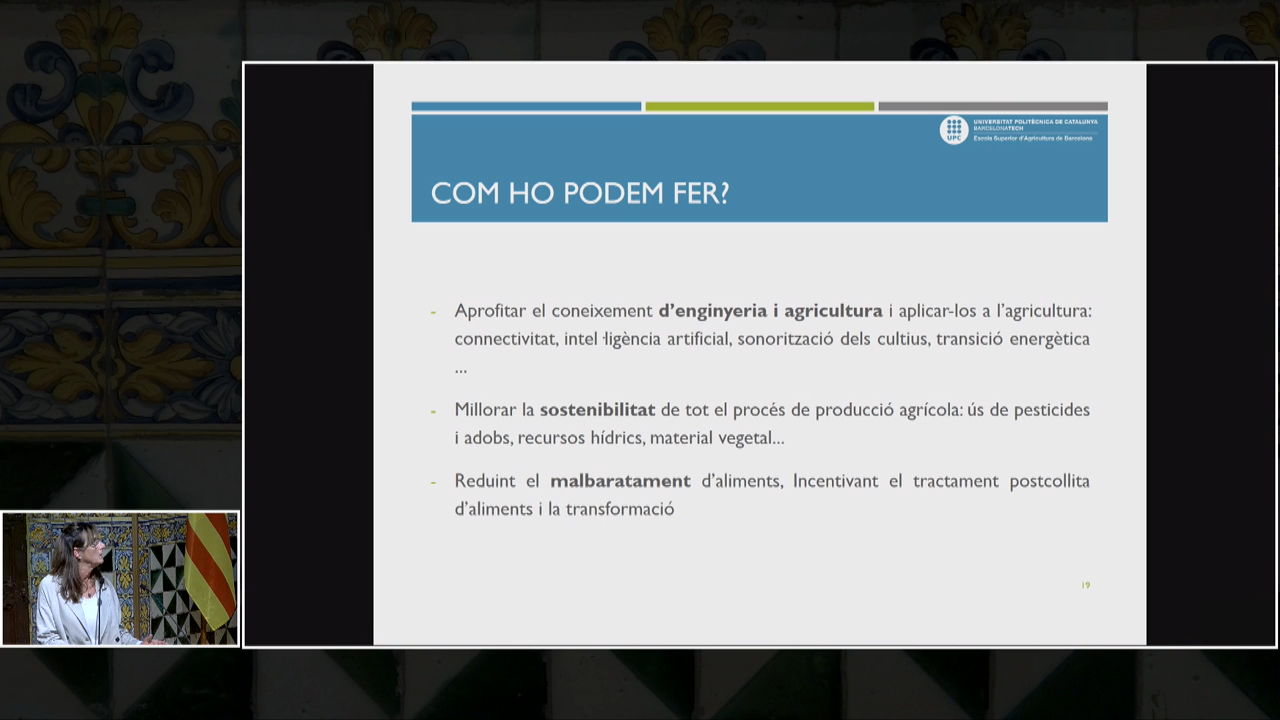 UNIVERSITAT POLITÈCNICA DE CATALUNYA
BARCELONATECH
UPC
Escola Superior d'Agricultura de Barcelona
COM HO PODEM FER?
- Aprofitar el coneixement d'enginyeria i agricultura i aplicar-los a l'agricultura:
connectivitat, intel·ligència artificial, sonorització dels cultius, transició energètica
...
- Millorar la sostenibilitat de tot el procés de producció agrícola: ús de pesticides
i adobs, recursos hídrics, material vegetal...
- Reduint el malbaratament d'aliments, Incentivant el tractament postcollita
d'aliments i la transformació
19